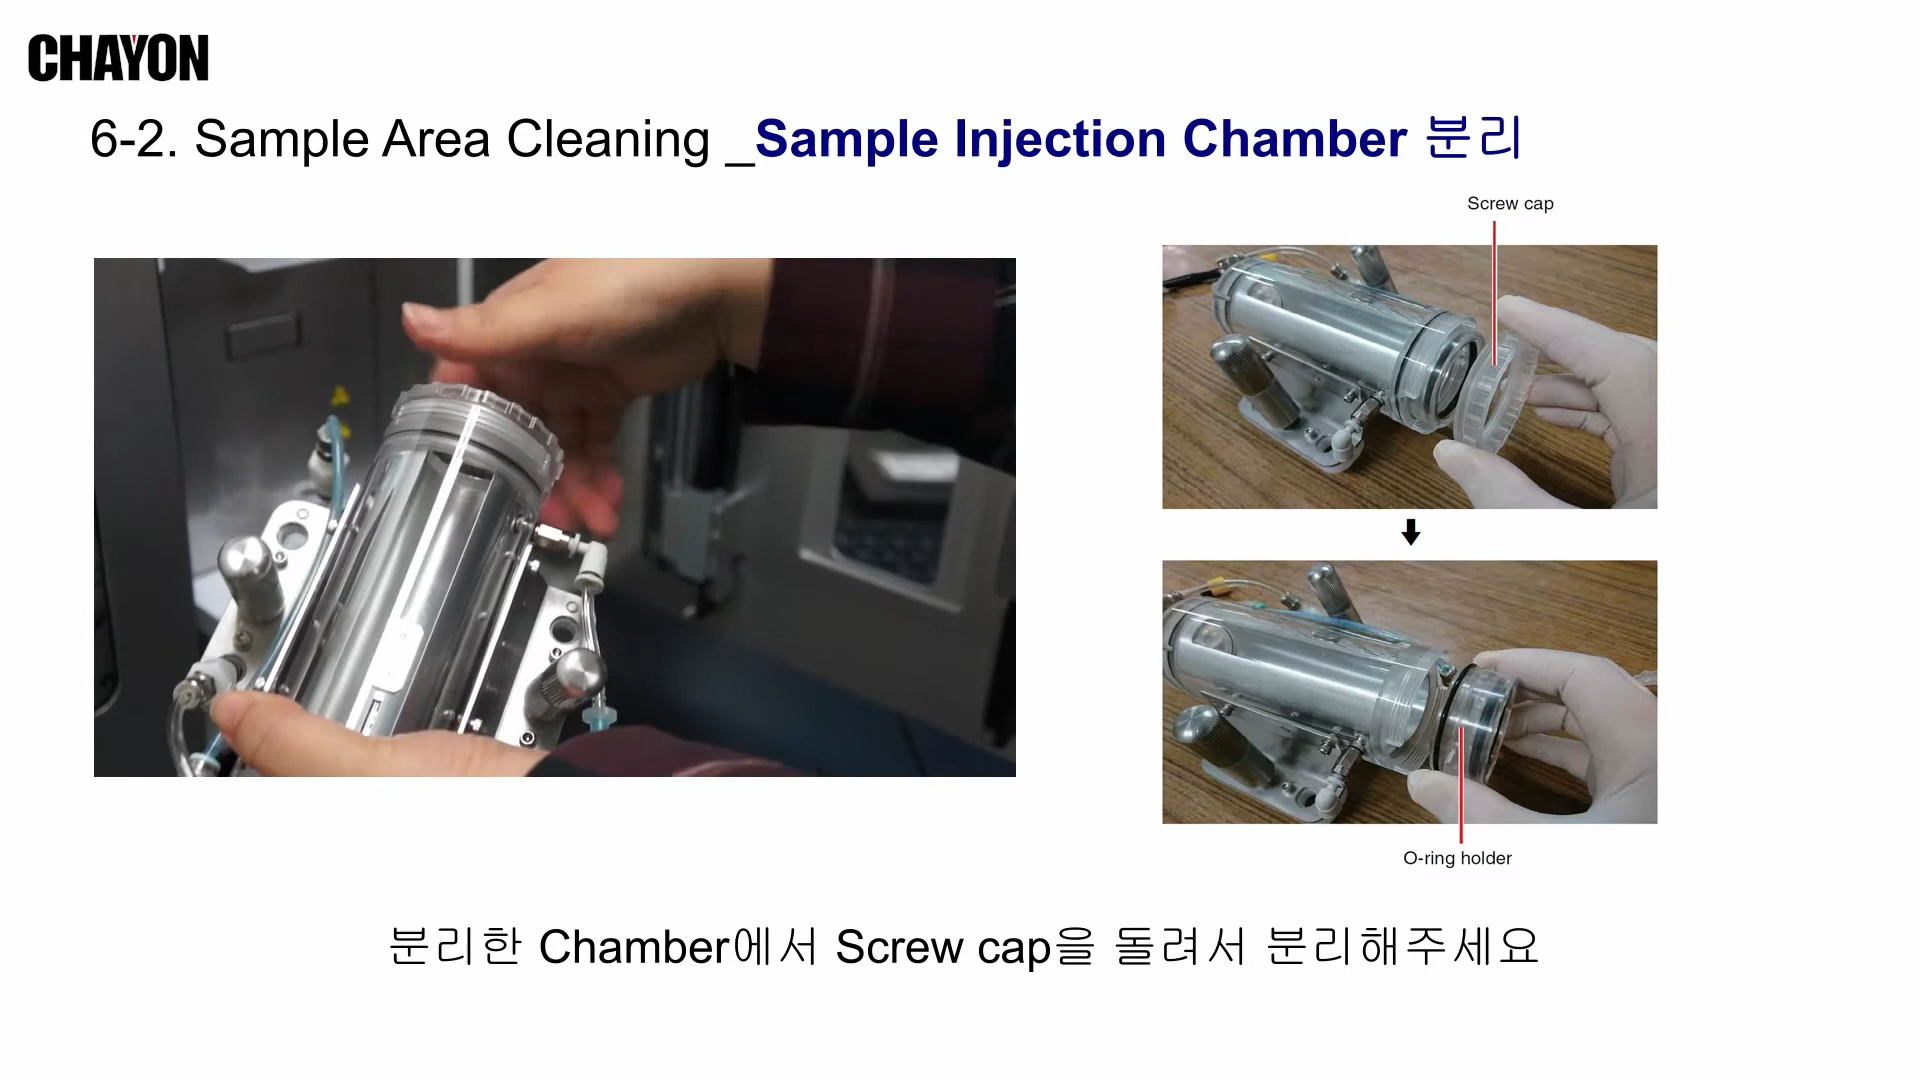 CHAYON
6-2. Sample Area Cleaning _Sample Injection Chamber 분리
Screw cap
O-ring holder
분리한 Chamber에서 Screw cap을 돌려서 분리해주세요